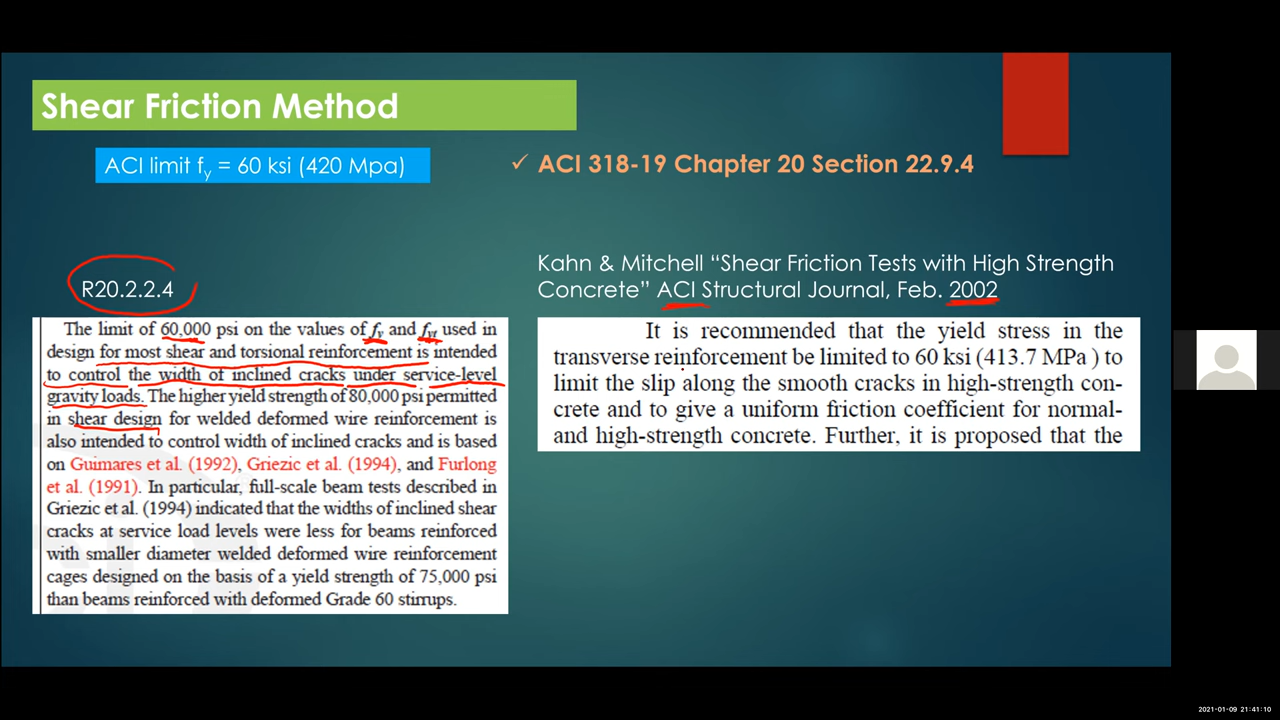 Shear Friction Method
ACI limit fy = 60 ksi (420 Mpa)
✓ ACI 318-19 Chapter 20 Section 22.9.4
R20.2.2.4
The limit of 60,000 psi on the values of fy and fyt used in
design for most shear and torsional reinforcement is intended
to control the width of inclined cracks under service-level
gravity loads. The higher yield strength of 80,000 psi permitted
in shear design for welded deformed wire reinforcement is
also intended to control width of inclined cracks and is based
on Guimares et al. (1992), Griezic et al. (1994), and Furlong
et al. (1991). In particular, full-scale beam tests described in
Griezic et al. (1994) indicated that the widths of inclined shear
cracks at service load levels were less for beams reinforced
with smaller diameter welded deformed wire reinforcement
cages designed on the basis of a yield strength of 75,000 psi
than beams reinforced with deformed Grade 60 stirrups.
Kahn & Mitchell “Shear Friction Tests with High Strength
Concrete” ACI Structural Journal, Feb. 2002
It is recommended that the yield stress in the
transverse reinforcement be limited to 60 ksi (413.7 MPa ) to
limit the slip along the smooth cracks in high-strength con-
crete and to give a uniform friction coefficient for normal-
and high-strength concrete. Further, it is proposed that the
2021-01-09 21:41:10